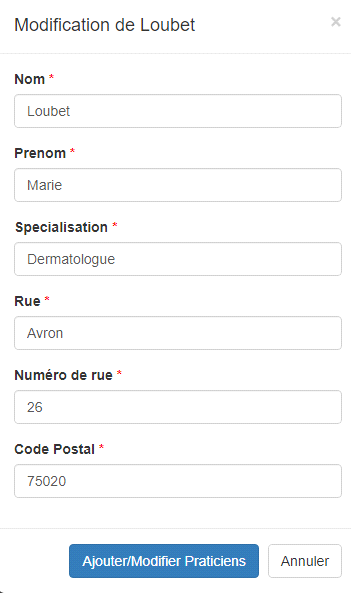 Modification de Loubet ×
Nom *
Loubet
Prenom *
Marie
Specialisation *
Dermatologue
Rue *
Avron
Numéro de rue *
26
Code Postal *
75020
Ajouter/Modifier Praticiens Annuler